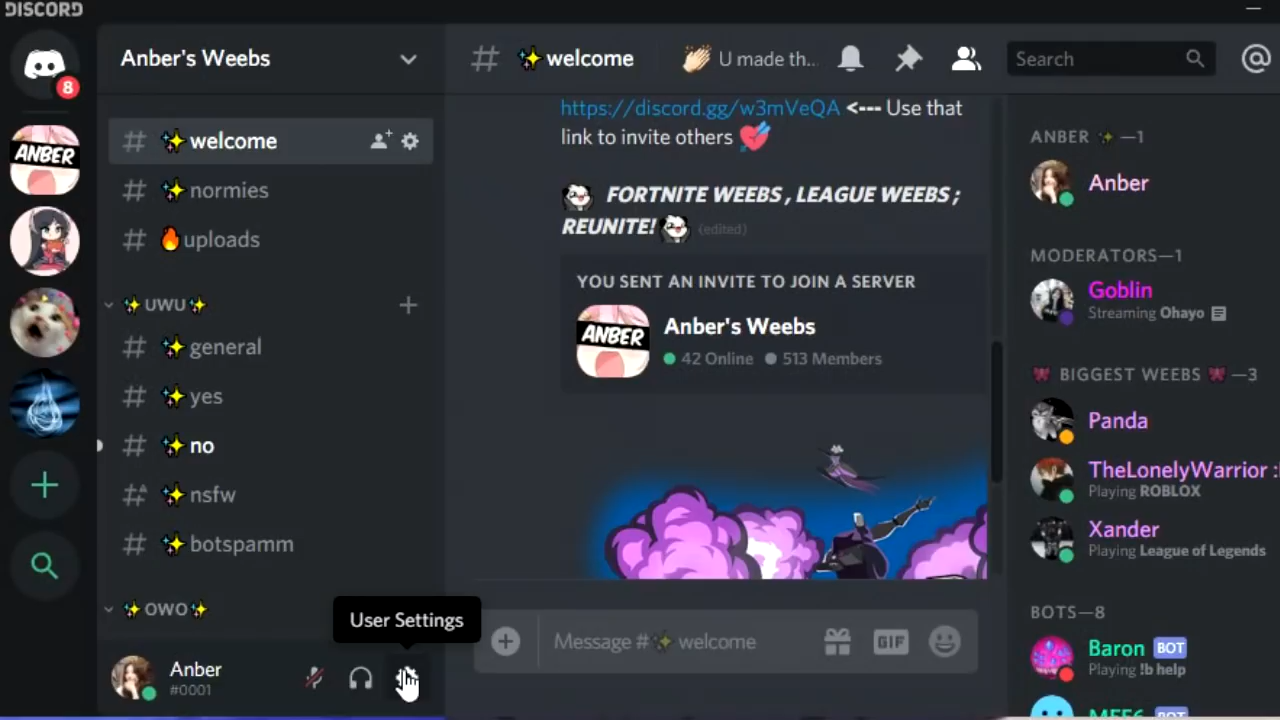 DISCORD
8
ANBER
Anber's Weebs
# ✨welcome
# ✨normies
# 🔥uploads
✨UWU✨
# ✨general
# ✨yes
# ✨no
# ✨nsfw
# ✨botspamm
✨OWO✨
User Settings
Anber
#0001
# ✨welcome
👏🏻 U made th...
Search
@
https://discord.gg/w3mVeQA <--- Use that
link to invite others 💘
FORTNITE WEEBS , LEAGUE WEEBS ;
REUNITE! (edited)
YOU SENT AN INVITE TO JOIN A SERVER
ANBER
Anber's Weebs
42 Online 513 Members
Message #✨ welcome
GIF
ANBER ✨—1
Anber
MODERATORS—1
Goblin
Streaming Ohayo
🎀 BIGGEST WEEBS 🎀—3
Panda
TheLonelyWarrior :
Playing ROBLOX
Xander
Playing League of Legends
BOTS—8
Baron BOT
Playing !b help
MEE6 BOT